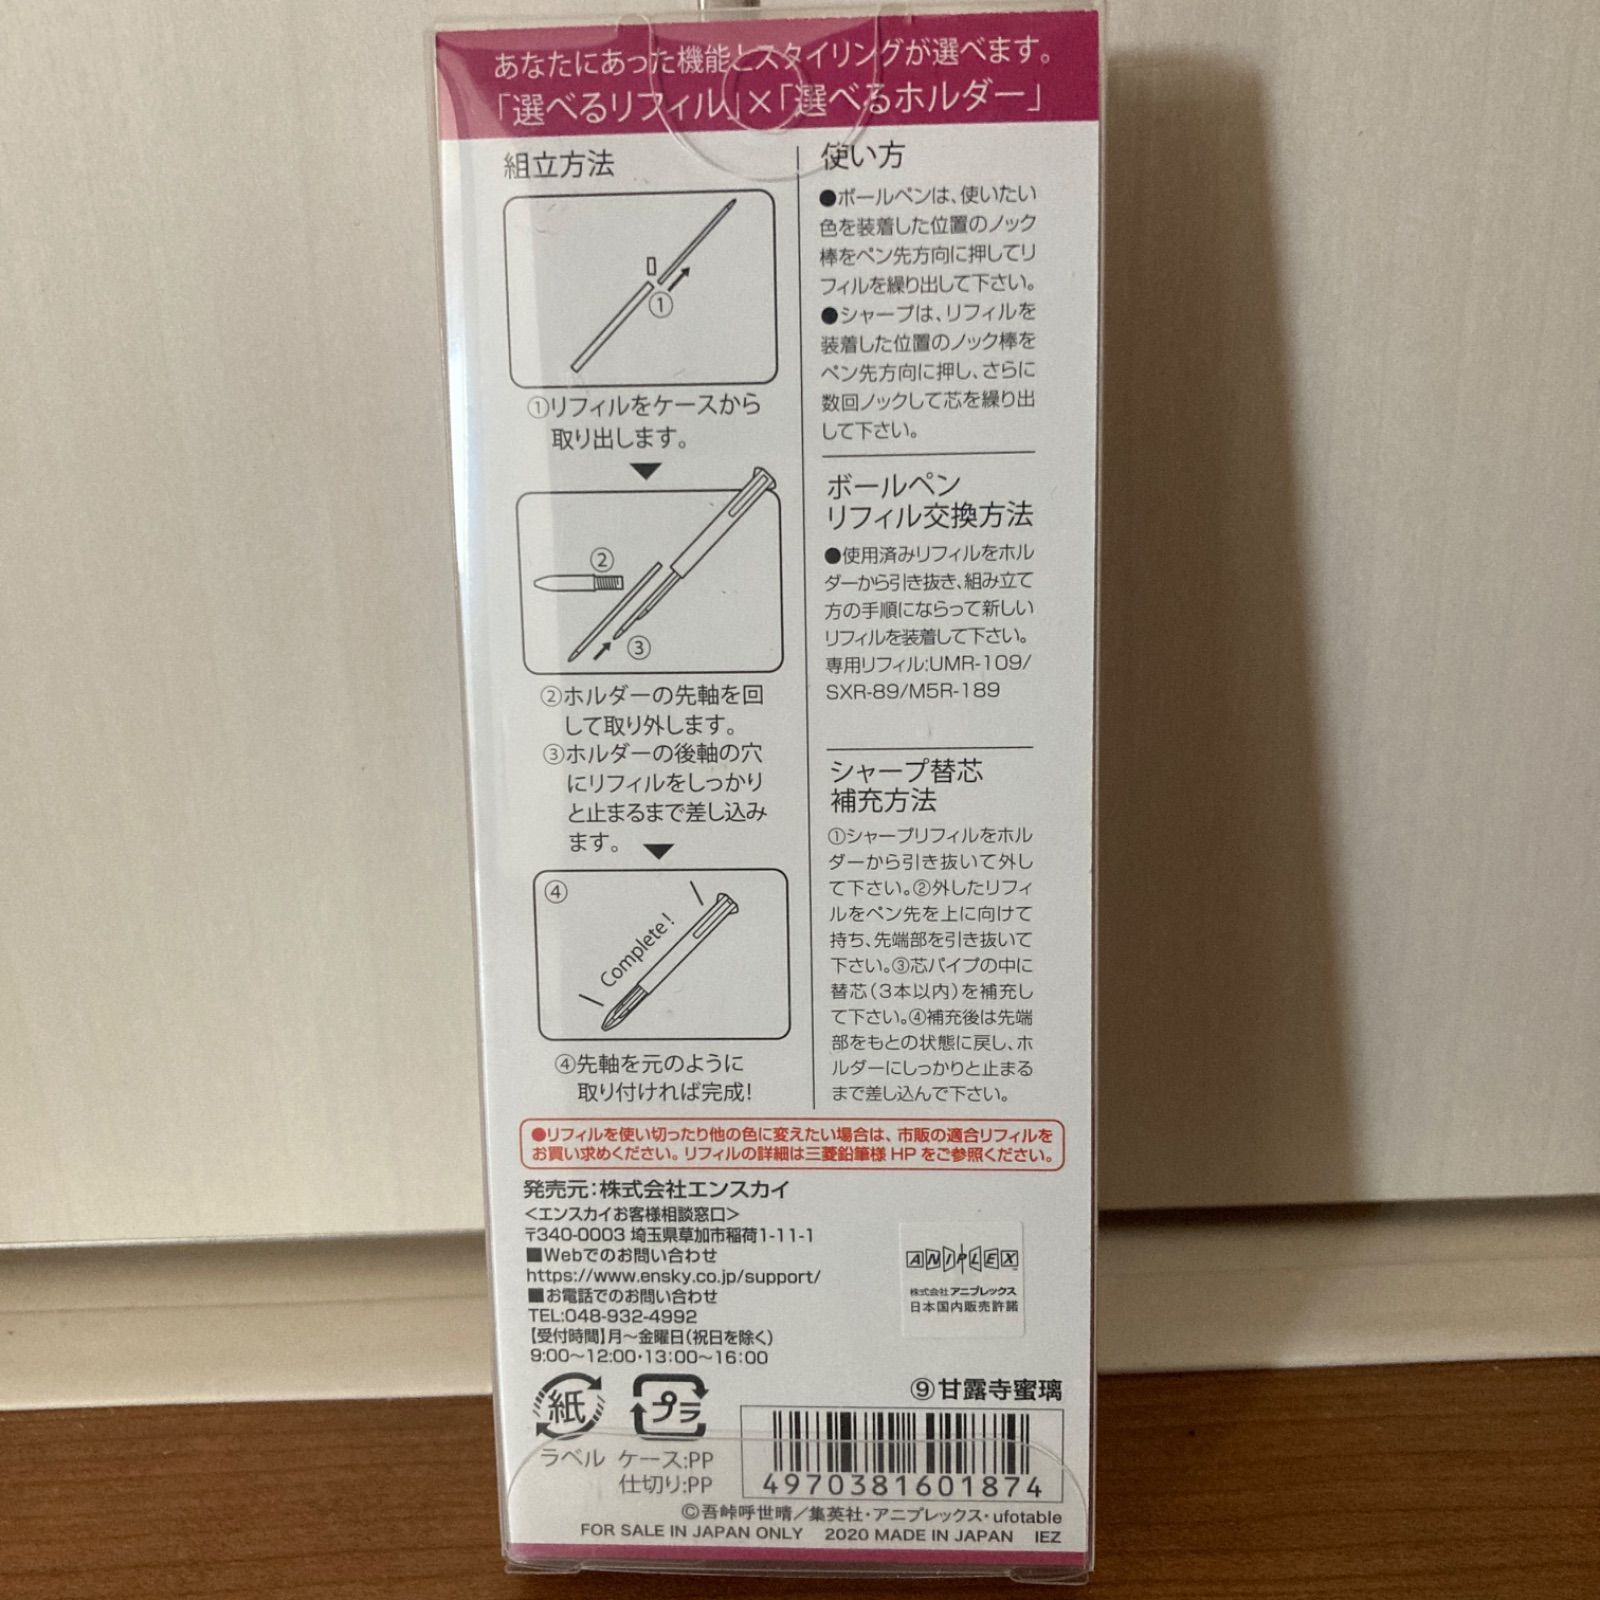 あなたにあった機能とスタイリングが選べます。
「選べるリフィル」×「選べるホルダー」
組立方法
①
①リフィルをケースから
取り出します。
②
③
②ホルダーの先軸を回
して取り外します。
③ホルダーの後軸の穴
にリフィルをしっかり
と止まるまで差し込み
ます。
④
Complete!
④先軸を元のように
取り付ければ完成!
使い方
●ボールペンは、使いたい
色を装着した位置のノック
棒をペン先方向に押してリ
フィルを繰り出して下さい。
●シャープは、リフィルを
装着した位置のノック棒を
ペン先方向に押し、さらに
数回ノックして芯を繰り出
して下さい。
ボールペン
リフィル交換方法
●使用済みリフィルをホル
ダーから引き抜き、組み立て
方の手順にならって新しい
リフィルを装着して下さい。
専用リフィル:UMR-109/
SXR-89/M5R-189
シャープ替芯
補充方法
①シャープリフィルをホル
ダーから引き抜いて外し
て下さい。②外したリフィ
ルをペン先を上に向けて
持ち、先端部を引き抜いて
下さい。③芯パイプの中に
替芯(3本以内)を補充し
て下さい。④補充後は先端
部をもとの状態に戻し、ホ
ルダーにしっかりと止まる
まで差し込んで下さい。
●リフィルを使い切ったり他の色に変えたい場合は、市販の適合リフィルを
お買い求めください。リフィルの詳細は三菱鉛筆様 HP をご参照ください。
発売元:株式会社エンスカイ
<エンスカイお客様相談窓口>
〒340-0003 埼玉県草加市稲荷1-11-1
■Webでのお問い合わせ
https://www.ensky.co.jp/support/
■お電話でのお問い合わせ
TEL:048-932-4992
【受付時間】月〜金曜日(祝日を除く)
9:00〜12:00・13:00〜16:00
ANIPLEX
株式会社 アニプレックス
日本国内販売許諾
紙
ラベル
プラ
ケース:PP
仕切り:PP
⑨甘露寺蜜璃
4970381601874
©吾峠呼世晴/集英社・アニプレックス・ufotable
FOR SALE IN JAPAN ONLY 2020 MADE IN JAPAN IEZ